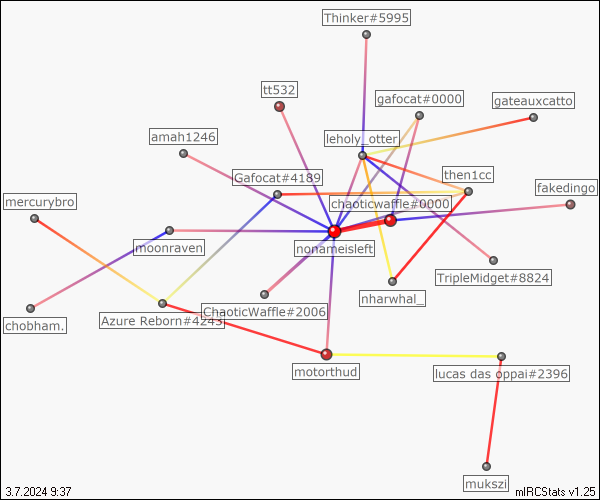 Thinker#5995
tt532
gafocat#0000
gateauxcatto
amah1246
leholy_otter
Gafocat#4189
then1cc
mercurybro
chaoticwaffle#0000
fakedingo
moonraven
nonameisleft
TripleMidget#8824
chobham.
Azure Reborn#4243
ChaoticWaffle#2006
nharwhal_
motorthud
lucas das oppai#2396
mukszi
3.7.2024 9:37
mIRCStats v1.25